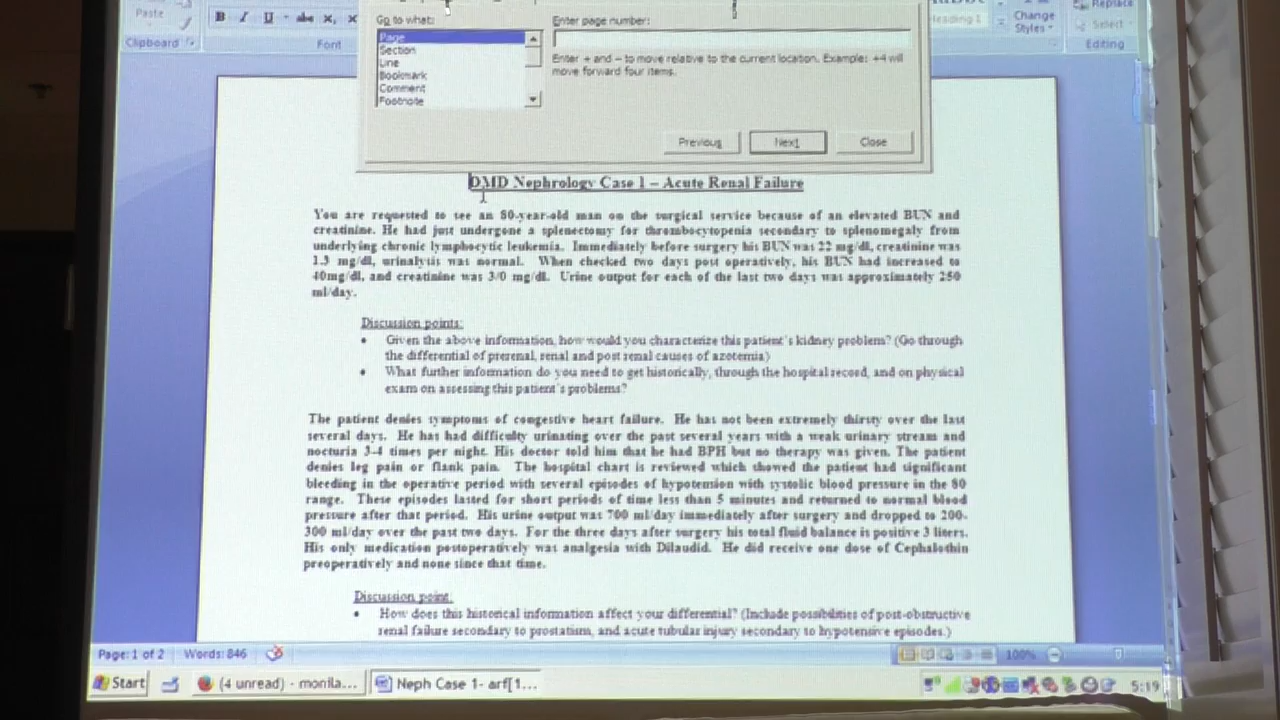 Paste
Clipboard
B I U abc x, x
Font
Heading 1
Change
Styles
Replace
Select
Editing
Go to what:
Page
Section
Line
Bookmark
Comment
Footnote
Enter page number:
Enter + and – to move relative to the current location. Example: +4 will
move forward four items.
Previous
Next
Close
DMD Nephrology Case 1 – Acute Renal Failure
You are requested to see an 80-year-old man on the surgical service because of an elevated BUN and
creatinine. He had just undergone a splenectomy for thrombocytopenia secondary to splenomegaly from
underlying chronic lymphocytic leukemia. Immediately before surgery his BUN was 22 mg/dl, creatinine was
1.3 mg/dl, urinalysis was normal. When checked two days post operatively, his BUN had increased to
40mg/dl, and creatinine was 3/0 mg/dl. Urine output for each of the last two days was approximately 250
ml/day.
Discussion points:
• Given the above information, how would you characterize this patient's kidney problem? (Go through
the differential of prerenal, renal and post renal causes of azotemia)
• What further information do you need to get historically, through the hospital record, and on physical
exam on assessing this patient's problems?
The patient denies symptoms of congestive heart failure. He has not been extremely thirsty over the last
several days. He has had difficulty urinating over the past several years with a weak urinary stream and
nocturia 3-4 times per night. His doctor told him that he had BPH but no therapy was given. The patient
denies leg pain or flank pain. The hospital chart is reviewed which showed the patient had significant
bleeding in the operative period with several episodes of hypotension with systolic blood pressure in the 80
range. These episodes lasted for short periods of time less than 5 minutes and returned to normal blood
pressure after that period. His urine output was 700 ml/day immediately after surgery and dropped to 200-
300 ml/day over the past two days. For the three days after surgery his total fluid balance is positive 3 liters.
His only medication postoperatively was analgesia with Dilaudid. He did receive one dose of Cephalothin
preoperatively and none since that time.
Discussion point:
• How does this historical information affect your differential? (Include possibilities of post-obstructive
renal failure secondary to prostatism, and acute tubular injury secondary to hypotensive episodes.)
Page: 1 of 2 Words: 846
100%
Start
(4 unread) - monila...
Neph Case 1- arf[1...
5:19